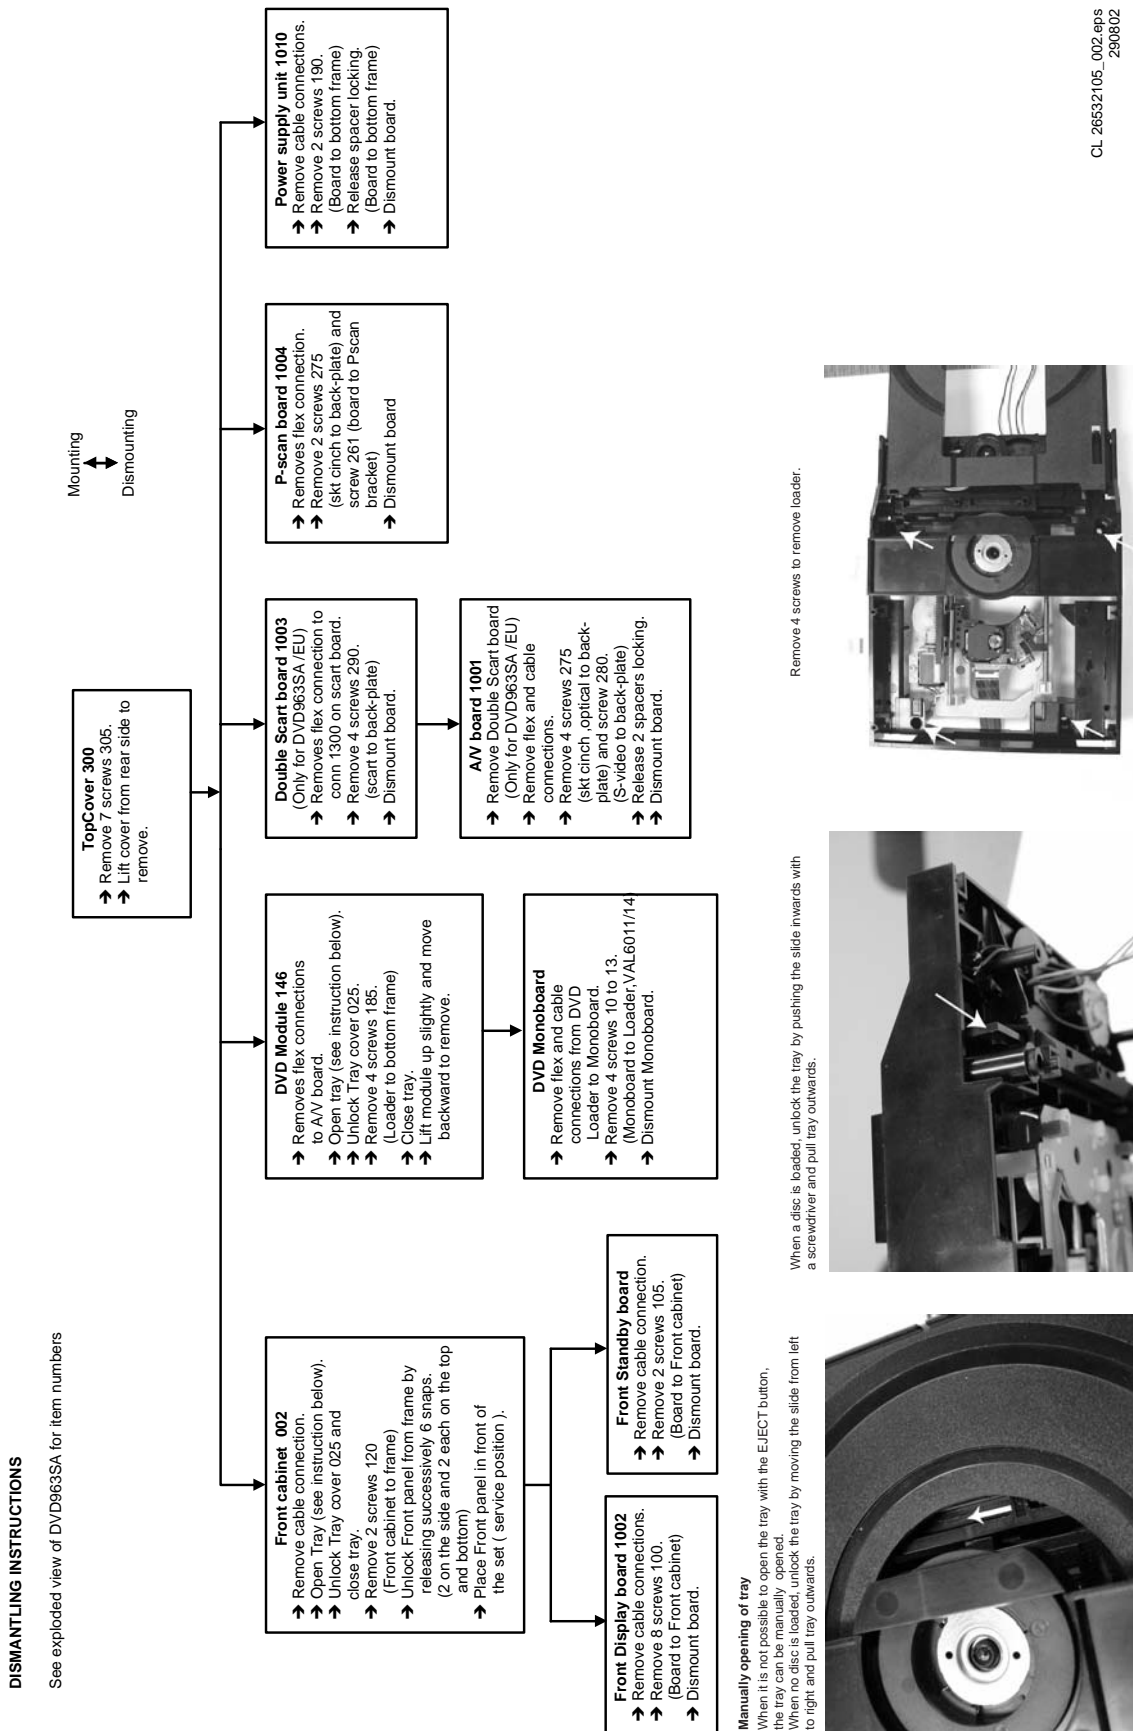 DISMANTLING INSTRUCTIONS
See exploded view of DVD963SA for item numbers
Mounting
Dismounting
TopCover 300
➔ Remove 7 screws 305.
➔ Lift cover from rear side to
remove.
Front cabinet 002
➔ Remove cable connection.
➔ Open Tray (see instruction below).
➔ Unlock Tray cover 025 and
close tray.
➔ Remove 2 screws 120
(Front cabinet to frame)
➔ Unlock Front panel from frame by
releasing successively 6 snaps.
(2 on the side and 2 each on the top
and bottom)
➔ Place Front panel in front of
the set ( service position ).
DVD Module 146
➔ Removes flex connections
to A/V board.
➔ Open tray (see instruction below).
➔ Unlock Tray cover 025.
➔ Remove 4 screws 185.
(Loader to bottom frame)
➔ Close tray.
➔ Lift module up slightly and move
backward to remove.
Double Scart board 1003
(Only for DVD963SA /EU)
➔ Removes flex connection to
conn 1300 on scart board.
➔ Remove 4 screws 290.
(scart to back-plate)
➔ Dismount board.
P-scan board 1004
➔ Removes flex connection.
➔ Remove 2 screws 275
(skt cinch to back-plate) and
screw 261 (board to Pscan
bracket)
➔ Dismount board
Power supply unit 1010
➔ Remove cable connections.
➔ Remove 2 screws 190.
(Board to bottom frame)
➔ Release spacer locking.
(Board to bottom frame)
➔ Dismount board.
Front Display board 1002
➔ Remove cable connections.
➔ Remove 8 screws 100.
(Board to Front cabinet)
➔ Dismount board.
Front Standby board
➔ Remove cable connection.
➔ Remove 2 screws 105.
(Board to Front cabinet)
➔ Dismount board.
DVD Monoboard
➔ Remove flex and cable
connections from DVD
Loader to Monoboard.
➔ Remove 4 screws 10 to 13.
(Monoboard to Loader,VAL6011/14)
➔ Dismount Monoboard.
A/V board 1001
➔ Remove Double Scart board
(Only for DVD963SA /EU)
➔ Remove flex and cable
connections.
➔ Remove 4 screws 275
(skt cinch, optical to back-
plate) and screw 280.
(S-video to back-plate)
➔ Release 2 spacers locking.
➔ Dismount board.
Manually opening of tray
When it is not possible to open the tray with the EJECT button,
the tray can be manually opened.
When no disc is loaded, unlock the tray by moving the slide from left
to right and pull tray outwards.
When a disc is loaded, unlock the tray by pushing the slide inwards with
a screwdriver and pull tray outwards.
Remove 4 screws to remove loader.
CL 26532105_002.eps
290802